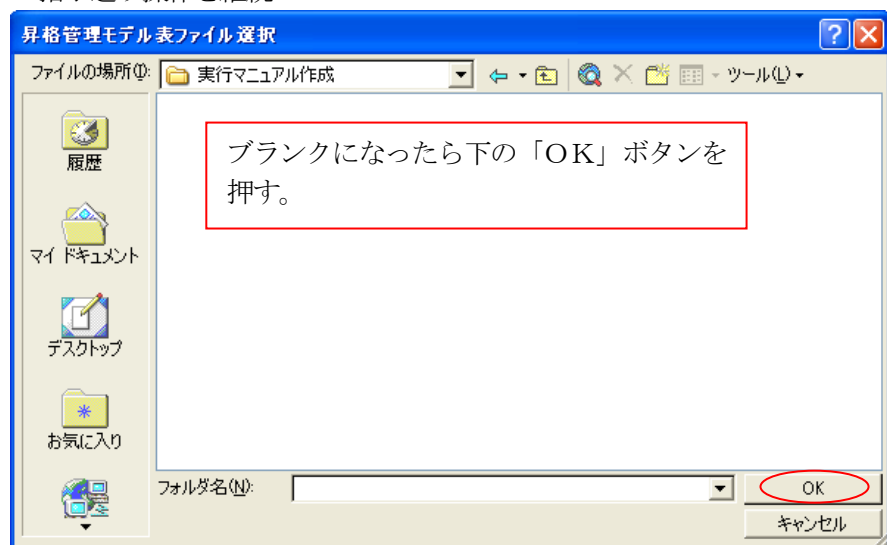 昇格管理モデル表ファイル選択
ファイルの場所(I):
実行マニュアル作成
ツール(L)
履歴
ブランクになったら下の「OK」ボタンを
押す。
マイ ドキュメント
デスクトップ
お気に入り
フォルダ名(N):
OK
キャンセル